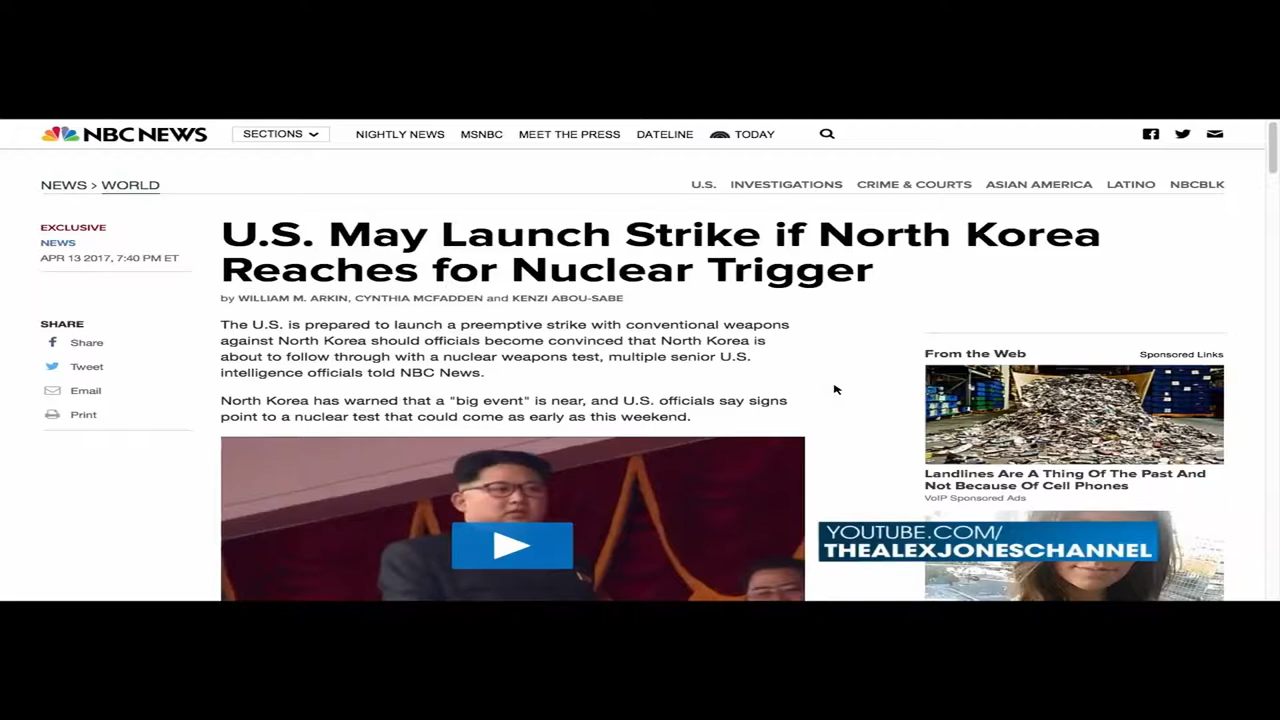 NBC NEWS
SECTIONS
NIGHTLY NEWS
MSNBC
MEET THE PRESS
DATELINE
TODAY
NEWS > WORLD
U.S.
INVESTIGATIONS
CRIME & COURTS
ASIAN AMERICA
LATINO
NBCBLK
EXCLUSIVE
NEWS
APR 13 2017, 7:40 PM ET
SHARE
Share
Tweet
Email
Print
U.S. May Launch Strike if North Korea
Reaches for Nuclear Trigger
by WILLIAM M. ARKIN, CYNTHIA MCFADDEN and KENZI ABOU-SABE
The U.S. is prepared to launch a preemptive strike with conventional weapons
against North Korea should officials become convinced that North Korea is
about to follow through with a nuclear weapons test, multiple senior U.S.
intelligence officials told NBC News.
North Korea has warned that a "big event" is near, and U.S. officials say signs
point to a nuclear test that could come as early as this weekend.
From the Web
Sponsored Links
Landlines Are A Thing Of The Past And
Not Because Of Cell Phones
VoIP Sponsored Ads
YOUTUBE.COM/
THEALEXJONESCHANNEL